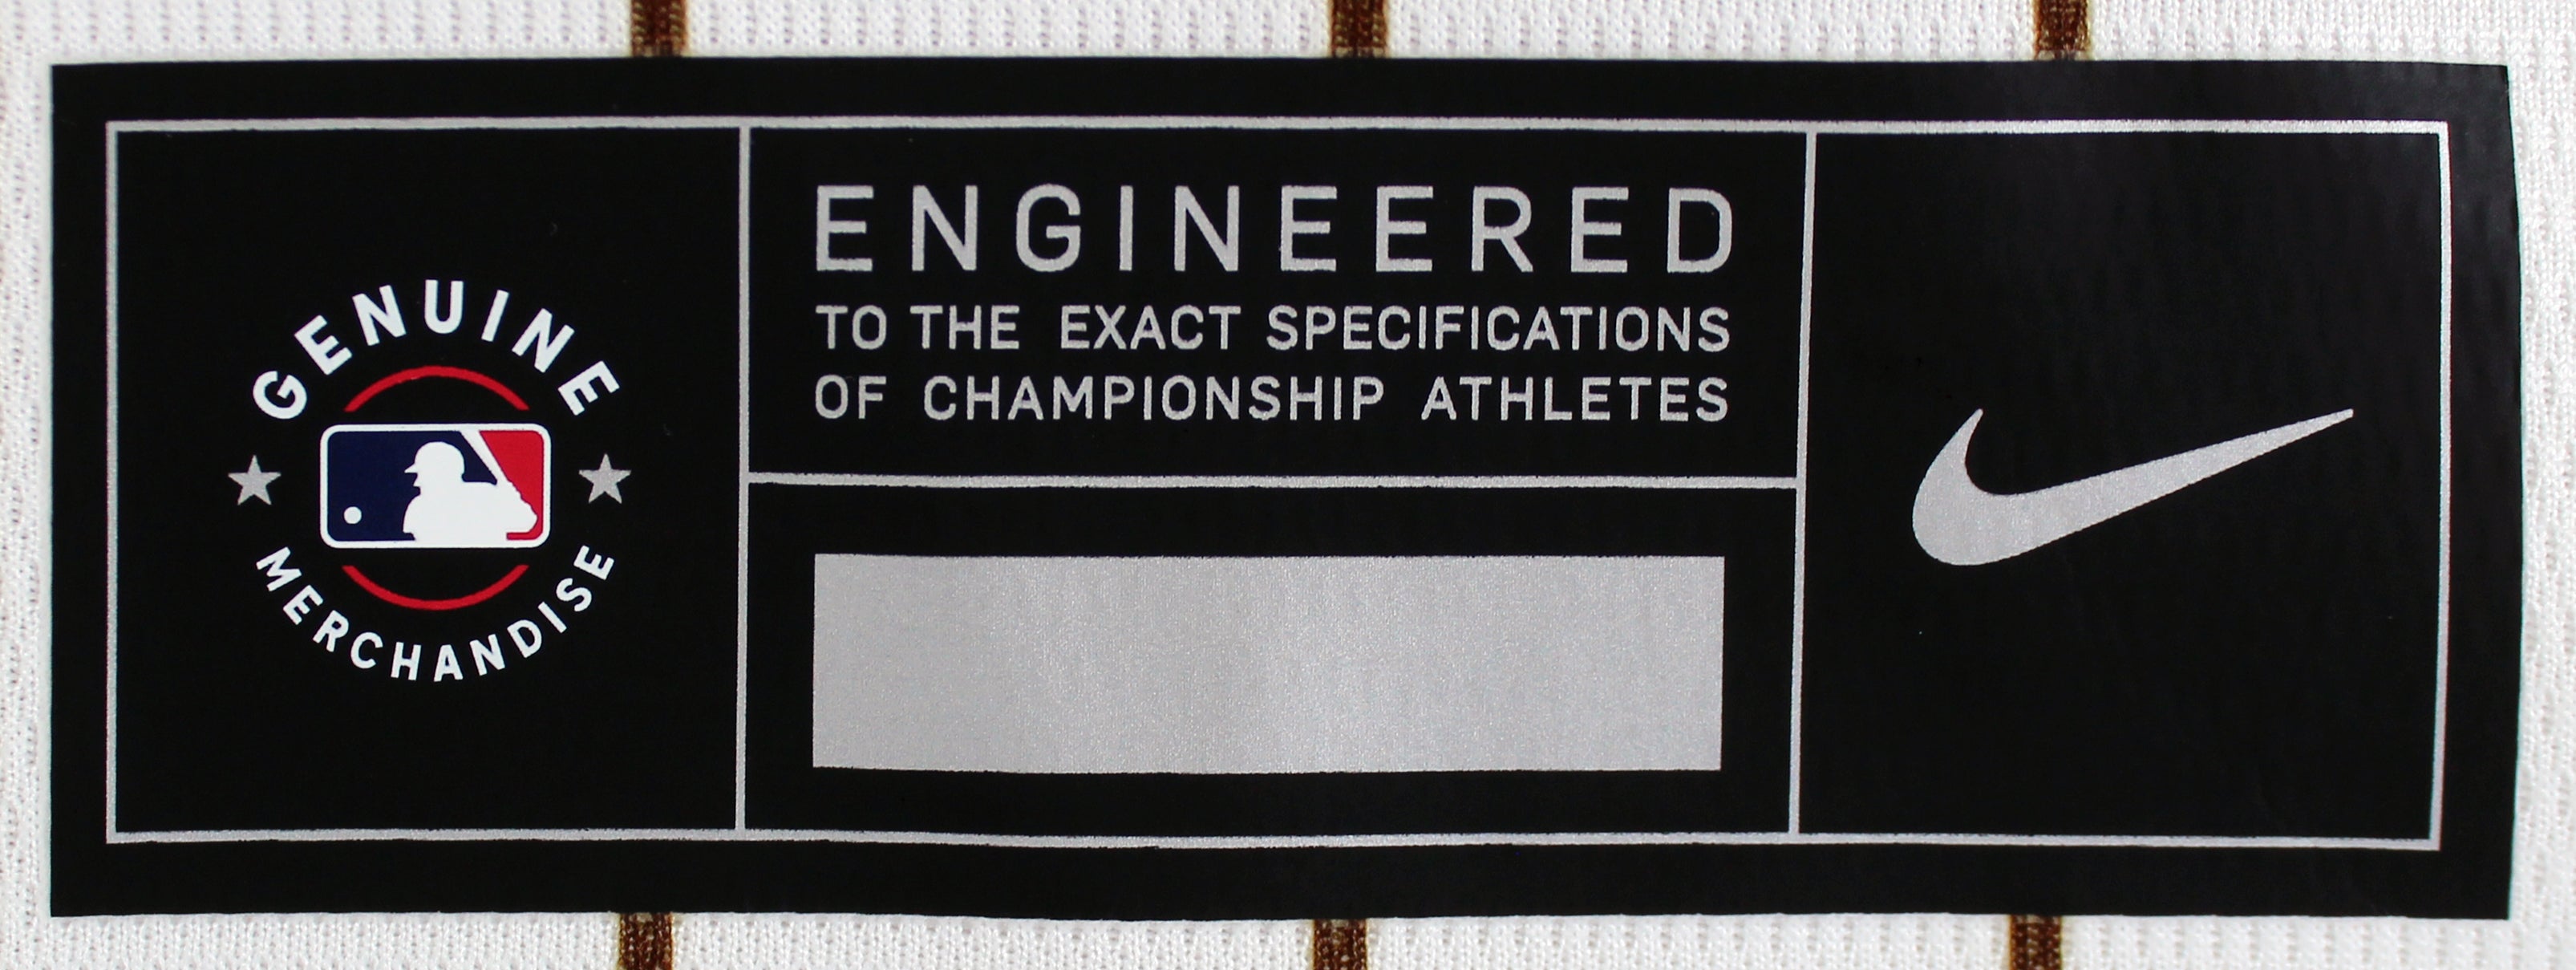 GENUINE
MERCHANDISE
ENGINEERED
TO THE EXACT SPECIFICATIONS
OF CHAMPIONSHIP ATHLETES